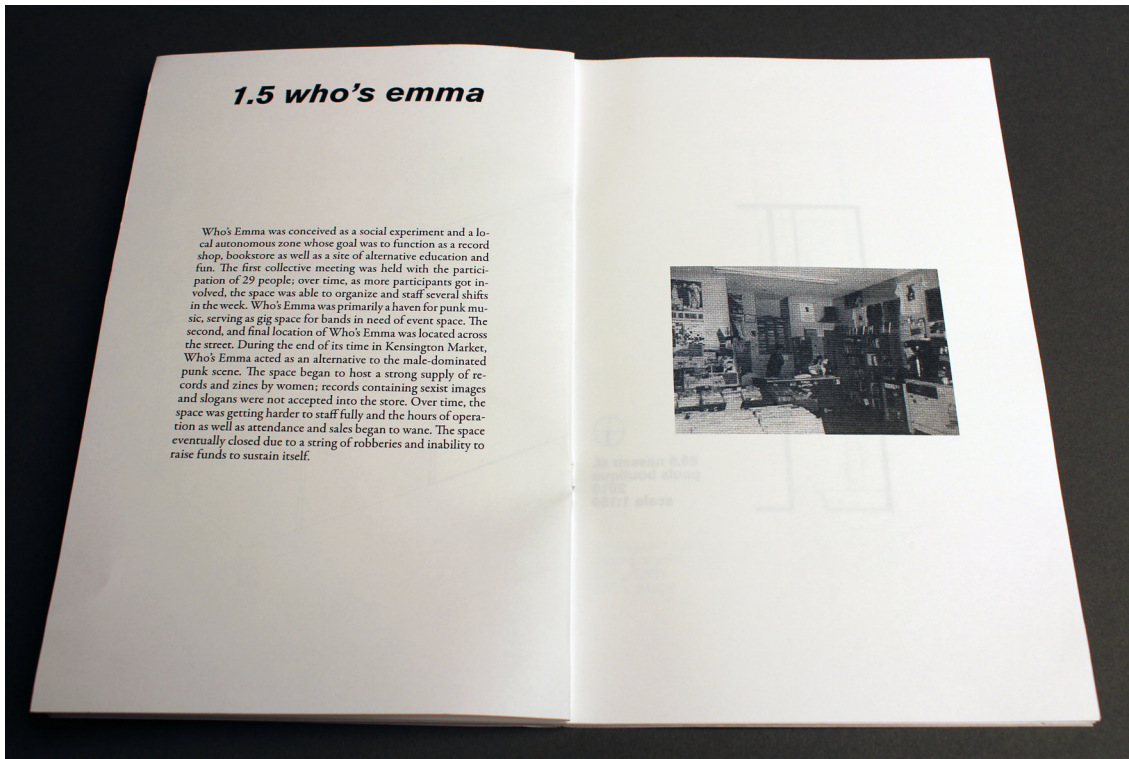 1.5 who's emma
Who's Emma was conceived as a social experiment and a lo-
cal autonomous zone whose goal was to function as a record
shop, bookstore as well as a site of alternative education and
fun. The first collective meeting was held with the partici-
pation of 29 people; over time, as more participants got in-
volved, the space was able to organize and staff several shifts
in the week. Who's Emma was primarily a haven for punk mu-
sic, serving as gig space for bands in need of event space. The
second, and final location of Who's Emma was located across
the street. During the end of its time in Kensington Market,
Who's Emma acted as an alternative to the male-dominated
punk scene. The space began to host a strong supply of re-
cords and zines by women; records containing sexist images
and slogans were not accepted into the store. Over time, the
space was getting harder to staff fully and the hours of opera-
tion as well as attendance and sales began to wane. The space
eventually closed due to a string of robberies and inability to
raise funds to sustain itself.
scale 1:100